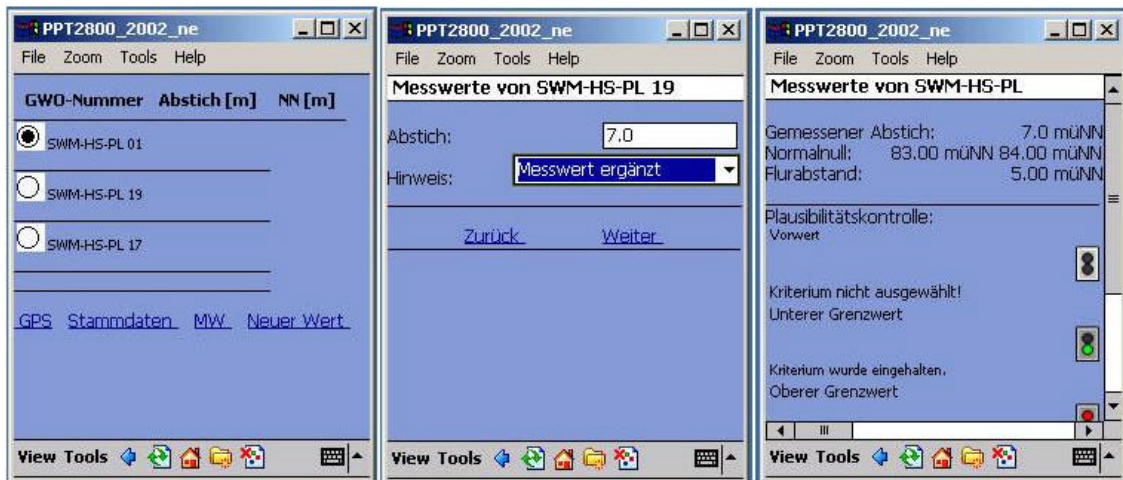 PPT2800_2002_ne
File Zoom Tools Help
GWO-Nummer Abstich [m] NN [m]
SWM-HS-PL 01
SWM-HS-PL 19
SWM-HS-PL 17
GPS Stammdaten MW Neuer Wert
View Tools
PPT2800_2002_ne
File Zoom Tools Help
Messwerte von SWM-HS-PL 19
Abstich: 7.0
Hinweis: Messwert ergänzt
Zurück Weiter
View Tools
PPT2800_2002_ne
File Zoom Tools Help
Messwerte von SWM-HS-PL
Gemessener Abstich: 7.0 müNN
Normalnull: 83.00 müNN 84.00 müNN
Flurabstand: 5.00 müNN
Plausibilitätskontrolle:
Vorwert
Kriterium nicht ausgewählt!
Unterer Grenzwert
Kriterium wurde eingehalten.
Oberer Grenzwert
View Tools